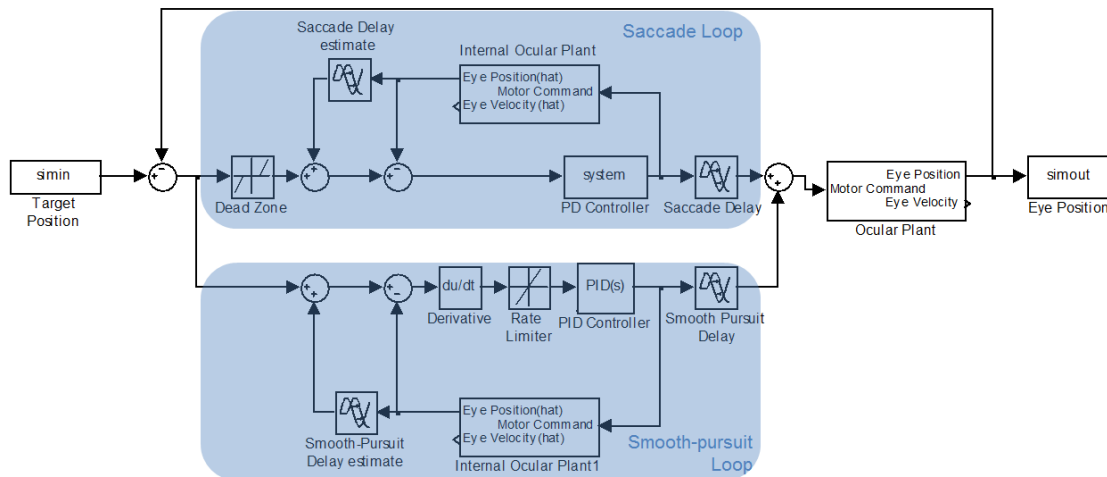 Saccade Loop
Saccade Delay
estimate
Internal Ocular Plant
Eye Position(hat)
Motor Command
Eye Velocity(hat)
simin
Target
Position
Dead Zone
system
PD Controller
Saccade Delay
Eye Position
Motor Command
Eye Velocity
Ocular Plant
simout
Eye Position
du/dt
Derivative
Rate
Limiter
PID(s)
PID Controller
Smooth Pursuit
Delay
Smooth-Pursuit
Delay estimate
Eye Position(hat)
Motor Command
Eye Velocity(hat)
Internal Ocular Plant1
Smooth-pursuit
Loop